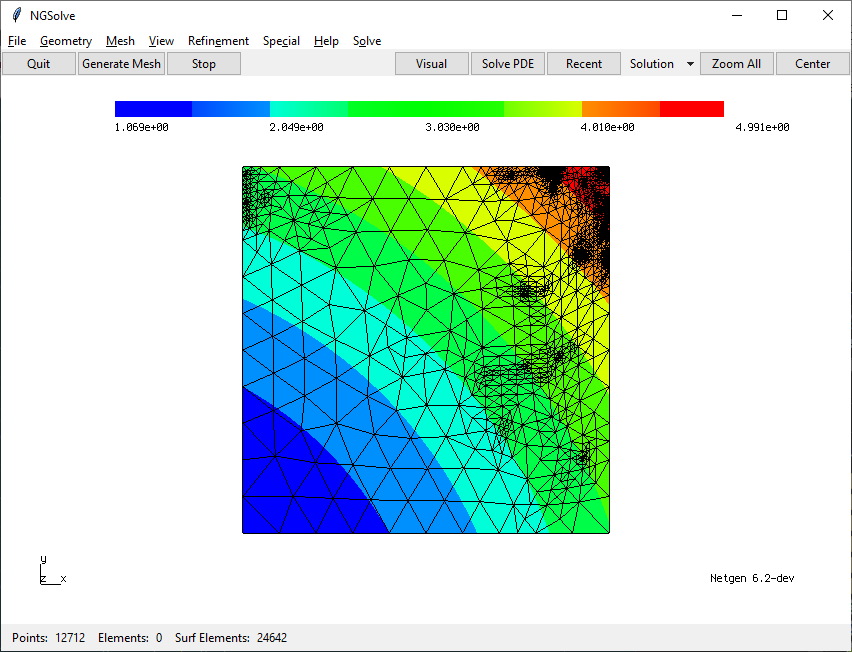 NGSolve
File Geometry Mesh View Refinement Special Help Solve
Quit Generate Mesh Stop Visual Solve PDE Recent Solution Zoom All Center
1.069e+00 2.049e+00 3.030e+00 4.010e+00 4.991e+00
y
z x
Netgen 6.2-dev
Points: 12712 Elements: 0 Surf Elements: 24642